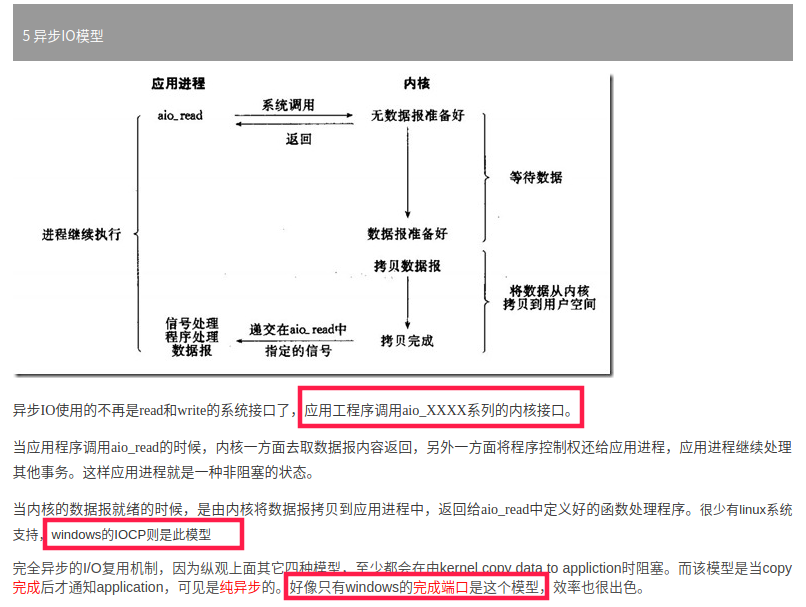 5 异步IO模型
应用进程
内核
aio_read
系统调用
无数据报准备好
返回
等待数据
进程继续执行
数据报准备好
拷贝数据报
将数据从内核
拷贝到用户空间
信号处理
程序处理
数据报
递交在aio_read中
指定的信号
拷贝完成
异步IO使用的不再是read和write的系统接口了，应用工程序调用aio_XXXX系列的内核接口。
当应用程序调用aio_read的时候，内核一方面去取数据报内容返回，另外一方面将程序控制权还给应用进程，应用进程继续处理
其他事务。这样应用进程就是一种非阻塞的状态。
当内核的数据报就绪的时候，是由内核将数据报拷贝到应用进程中，返回给aio_read中定义好的函数处理程序。很少有linux系统
支持，windows的IOCP则是此模型
完全异步的I/O复用机制，因为纵观上面其它四种模型，至少都会在由kernel copy data to appliction时阻塞。而该模型是当copy
完成后才通知application，可见是纯异步的。好像只有windows的完成端口是这个模型，效率也很出色。